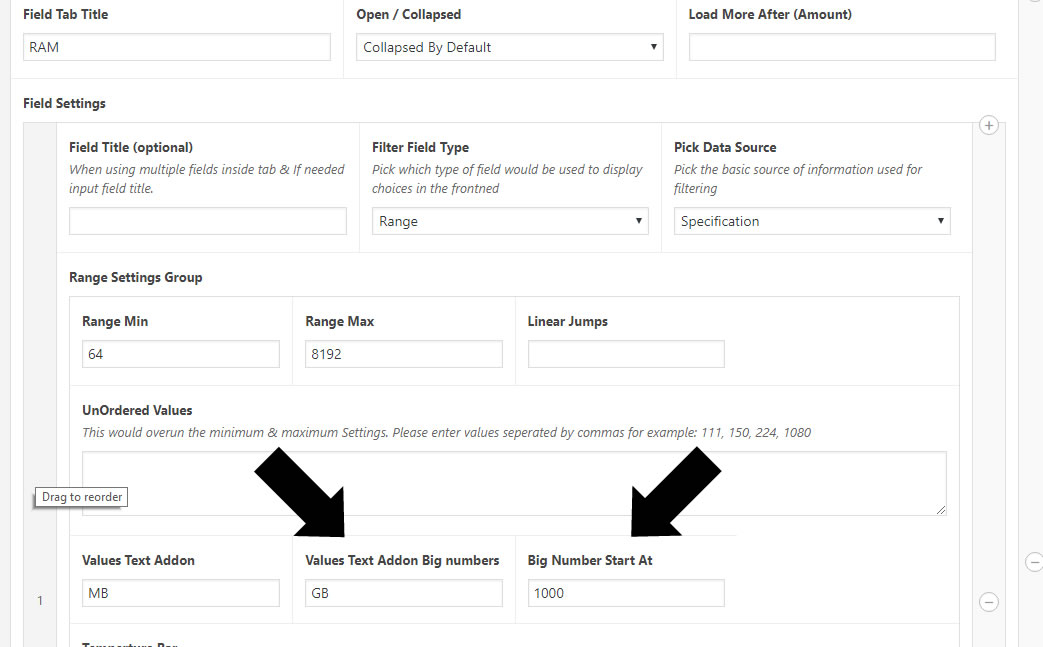 Field Tab Title
Open / Collapsed
Load More After (Amount)
RAM
Collapsed By Default
Field Settings
Field Title (optional)
When using multiple fields inside tab & If needed
input field title.
Filter Field Type
Pick which type of field would be used to display
choices in the frontned
Pick Data Source
Pick the basic source of information used for
filtering
Range
Specification
Range Settings Group
Range Min
Range Max
Linear Jumps
64
8192
UnOrdered Values
This would overun the minimum & maximum Settings. Please enter values seperated by commas for example: 111, 150, 224, 1080
Drag to reorder
Values Text Addon
Values Text Addon Big numbers
Big Number Start At
MB
GB
1000
1
Temperture Bar